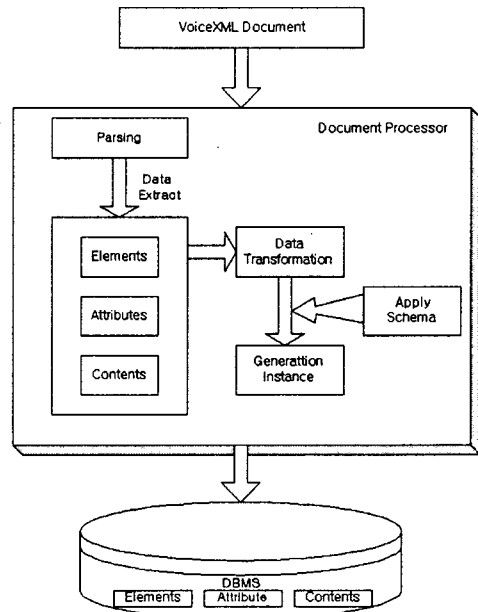 VoiceXML Document
Document Processor
Parsing
Data
Extract
Elements
Attributes
Contents
Data
Transformation
Apply
Schema
Generattion
Instance
DBMS
Elements
Attribute
Contents